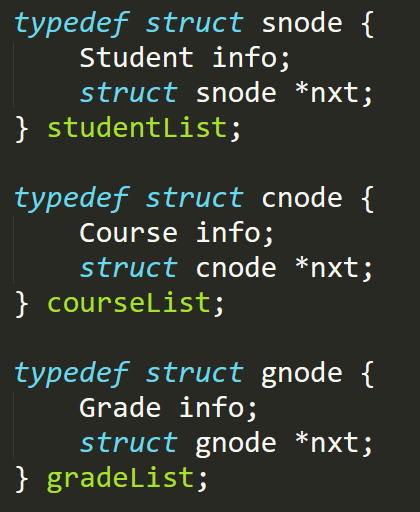 typedef struct snode {
    Student info;
    struct snode *nxt;
} studentList;

typedef struct cnode {
    Course info;
    struct cnode *nxt;
} courseList;

typedef struct gnode {
    Grade info;
    struct gnode *nxt;
} gradeList;